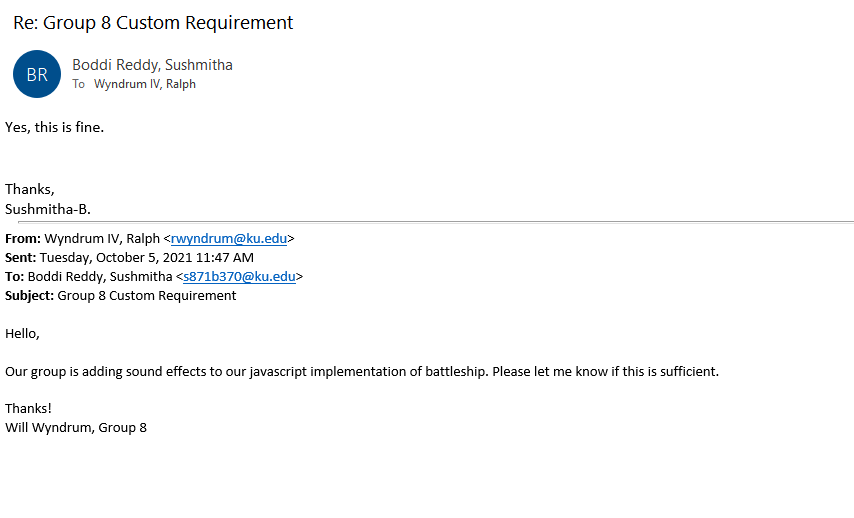 Re: Group 8 Custom Requirement
BR
Boddi Reddy, Sushmitha
To Wyndrum IV, Ralph
Yes, this is fine.
Thanks,
Sushmitha-B.
From: Wyndrum IV, Ralph <rwyndrum@ku.edu>
Sent: Tuesday, October 5, 2021 11:47 AM
To: Boddi Reddy, Sushmitha <s871b370@ku.edu>
Subject: Group 8 Custom Requirement
Hello,
Our group is adding sound effects to our javascript implementation of battleship. Please let me know if this is sufficient.
Thanks!
Will Wyndrum, Group 8